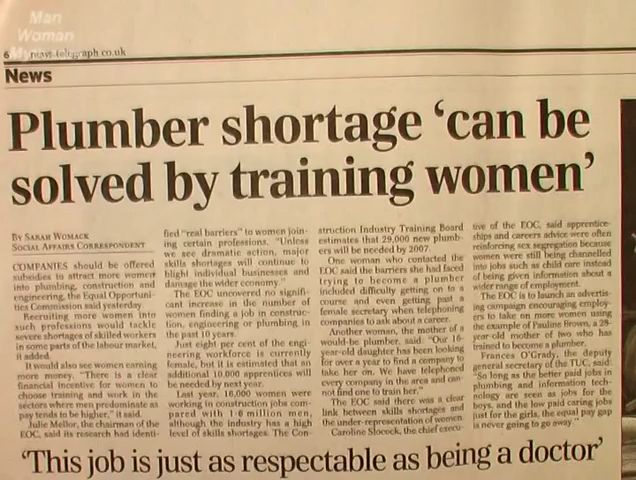 Man
Woman
6 news.telegraph.co.uk
News
Plumber shortage ‘can be
solved by training women’
BY SARAH WOMACK
SOCIAL AFFAIRS CORRESPONDENT
COMPANIES should be offered
subsidies to attract more women
into plumbing, construction and
engineering, the Equal Opportuni-
ties Commission said yesterday.
Recruiting more women into
such professions would tackle
severe shortages of skilled workers
in some parts of the labour market,
it added.
It would also see women earning
more money. "There is a clear
financial incentive for women to
choose training and work in the
sectors where men predominate as
pay tends to be higher," it said.
Julie Mellor, the chairman of the
EOC, said its research had identi-
fied "real barriers" to women join-
ing certain professions. "Unless
we see dramatic action, major
skills shortages will continue to
blight individual businesses and
damage the wider economy."
The EOC uncovered no signifi-
cant increase in the number of
women finding a job in construc-
tion, engineering or plumbing in
the past 10 years.
Just eight per cent of the engi-
neering workforce is currently
female, but it is estimated that an
additional 10,000 apprentices will
be needed by next year.
Last year, 16,000 women were
working in construction jobs com-
pared with 1.6 million men,
although the industry has a high
level of skills shortages. The Con-
struction Industry Training Board
estimates that 29,000 new plumb-
ers will be needed by 2007.
One woman who contacted the
EOC said the barriers she had faced
trying to become a plumber
included difficulty getting on to a
course and even getting past a
female secretary when telephoning
companies to ask about a career.
Another woman, the mother of a
would-be plumber, said: "Our 16-
year-old daughter has been looking
for over a year to find a company to
take her on. We have telephoned
every company in the area and can-
not find one to train her."
The EOC said there was a clear
link between skills shortages and
the under-representation of women.
Caroline Slocock, the chief execu-
tive of the EOC, said apprentice-
ships and careers advice were often
reinforcing sex segregation because
women were still being channelled
into jobs such as child care instead
of being given information about a
wider range of employment.
The EOC is to launch an adverti-
sing campaign encouraging employ-
ers to take on more women using
the example of Pauline Brown, a 28-
year-old mother of two who has
trained to become a plumber.
Frances O'Grady, the deputy
general secretary of the TUC, said:
"So long as the better paid jobs in
plumbing and information tech-
nology are seen as jobs for the
boys, and the low paid caring jobs
just for the girls, the equal pay gap
is never going to go away."
‘This job is just as respectable as being a doctor’